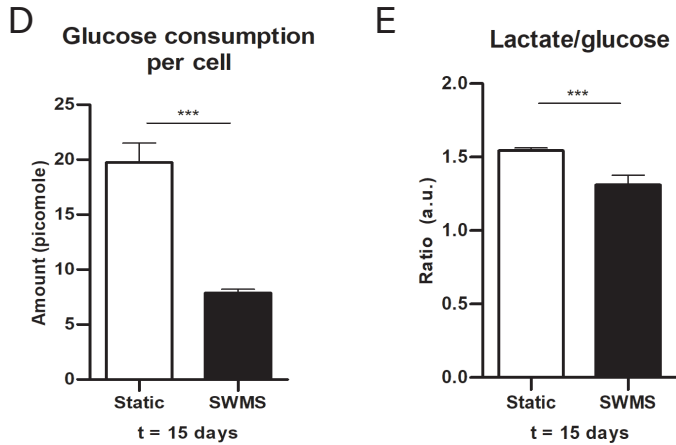 D
Glucose consumption
per cell
***
25
20
15
10
5
0
Amount (picomole)
Static SWMS
t = 15 days
E
Lactate/glucose
***
2.0
1.5
1.0
0.5
0.0
Ratio (a.u.)
Static SWMS
t = 15 days